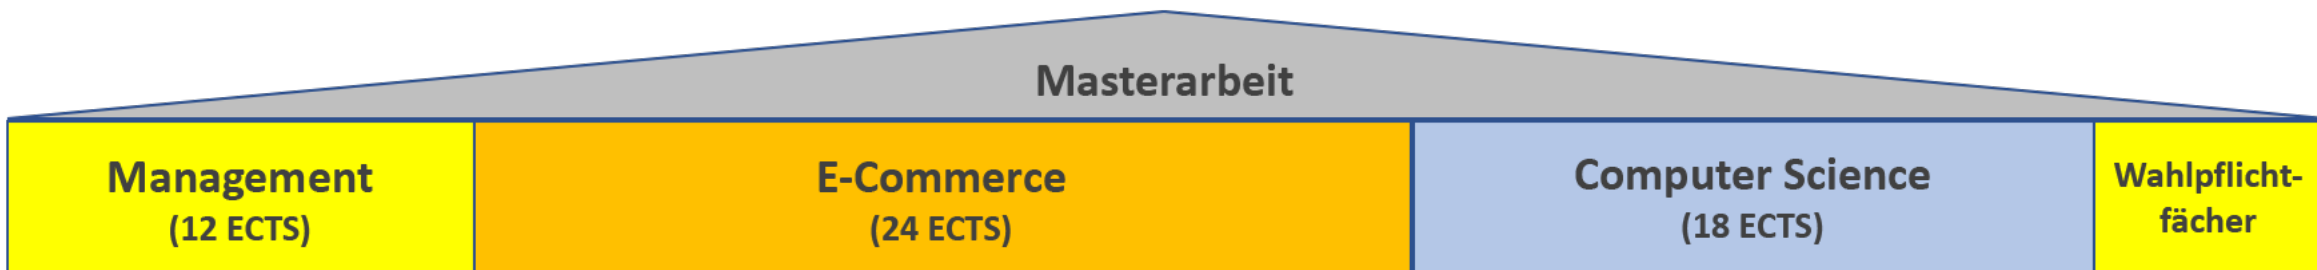 Masterarbeit
Management
(12 ECTS)
E-Commerce
(24 ECTS)
Computer Science
(18 ECTS)
Wahlpflicht-
fächer